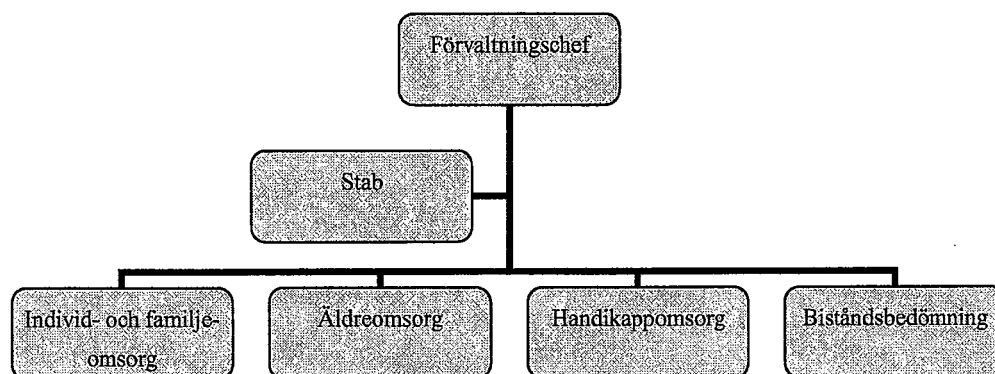 Förvaltningschef
Stab
Individ- och familje-
omsorg
Äldreomsorg
Handikappomsorg
Biståndsbedömning